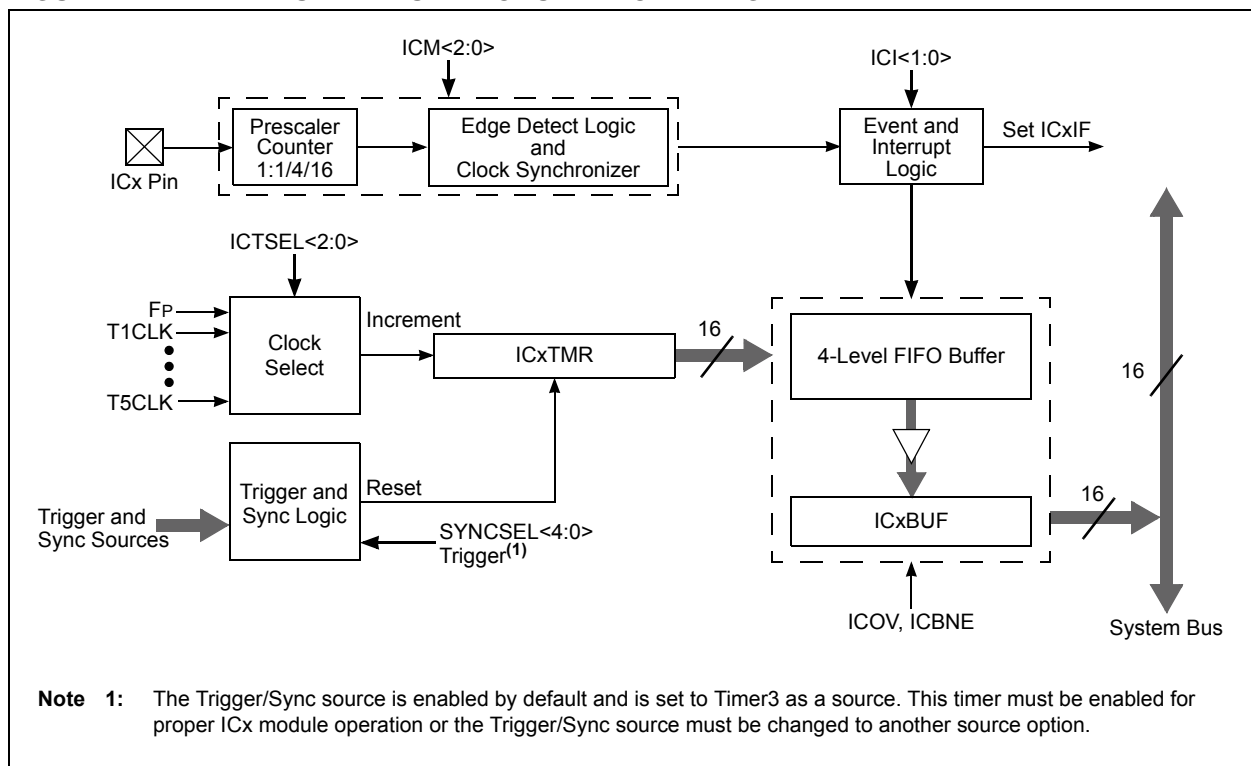 ICM<2:0>
ICI<1:0>
Prescaler
Counter
1:1/4/16
Edge Detect Logic
and
Clock Synchronizer
Event and
Interrupt
Logic
Set ICxIF
ICx Pin
ICTSEL<2:0>
FP
T1CLK
T5CLK
Clock
Select
Increment
ICxTMR
16
4-Level FIFO Buffer
16
Trigger and
Sync Logic
Reset
Trigger and
Sync Sources
SYNCSEL<4:0>
Trigger(1)
ICxBUF
16
ICOV, ICBNE
System Bus
Note 1: The Trigger/Sync source is enabled by default and is set to Timer3 as a source. This timer must be enabled for
proper ICx module operation or the Trigger/Sync source must be changed to another source option.